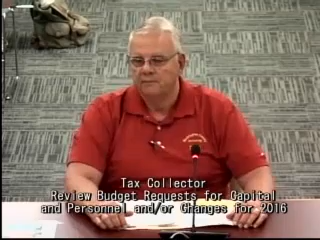 Tax Collector
Review Budget Requests for Capital
and Personnel and/or Changes for 2016